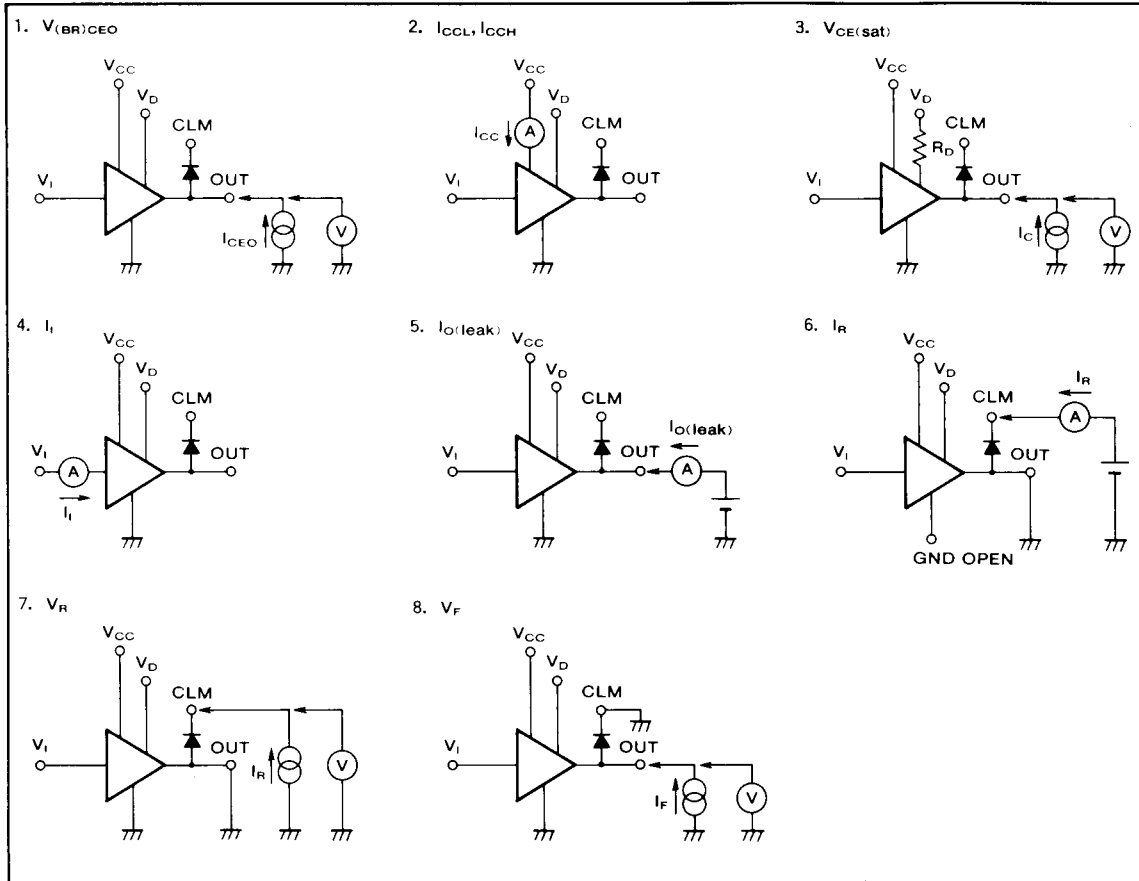 1. V(BR)CEO
VCC
VD
CLM
VI
OUT
ICEO
V
2. ICCL, ICCH
VCC
VD
ICC
A
CLM
VI
OUT
3. VCE(sat)
VCC
VD
RD
CLM
VI
OUT
IC
V
4. II
VCC
VD
CLM
VI
A
OUT
II
5. IO(leak)
VCC
VD
CLM
IO(leak)
OUT
VI
A
6. IR
VCC
VD
IR
CLM
A
OUT
VI
GND OPEN
7. VR
VCC
VD
CLM
VI
OUT
IR
V
8. VF
VCC
VD
CLM
VI
OUT
IF
V